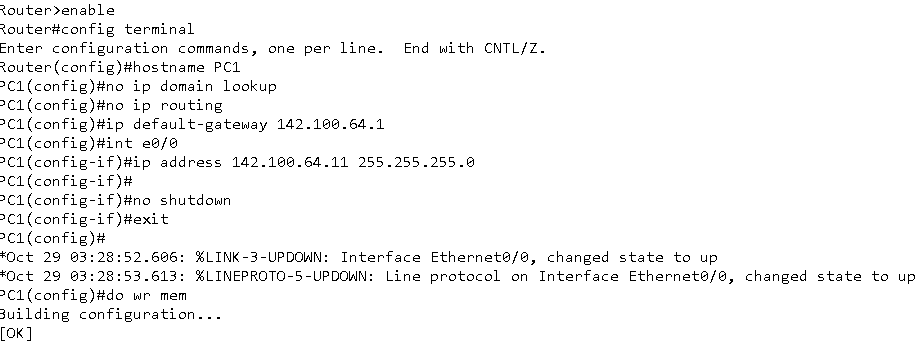 Router>enable
Router#config terminal
Enter configuration commands, one per line.  End with CNTL/Z.
Router(config)#hostname PC1
PC1(config)#no ip domain lookup
PC1(config)#no ip routing
PC1(config)#ip default-gateway 142.100.64.1
PC1(config)#int e0/0
PC1(config-if)#ip address 142.100.64.11 255.255.255.0
PC1(config-if)#
PC1(config-if)#no shutdown
PC1(config-if)#exit
PC1(config)#
*Oct 29 03:28:52.606: %LINK-3-UPDOWN: Interface Ethernet0/0, changed state to up
*Oct 29 03:28:53.613: %LINEPROTO-5-UPDOWN: Line protocol on Interface Ethernet0/0, changed state to up
PC1(config)#do wr mem
Building configuration...
[OK]